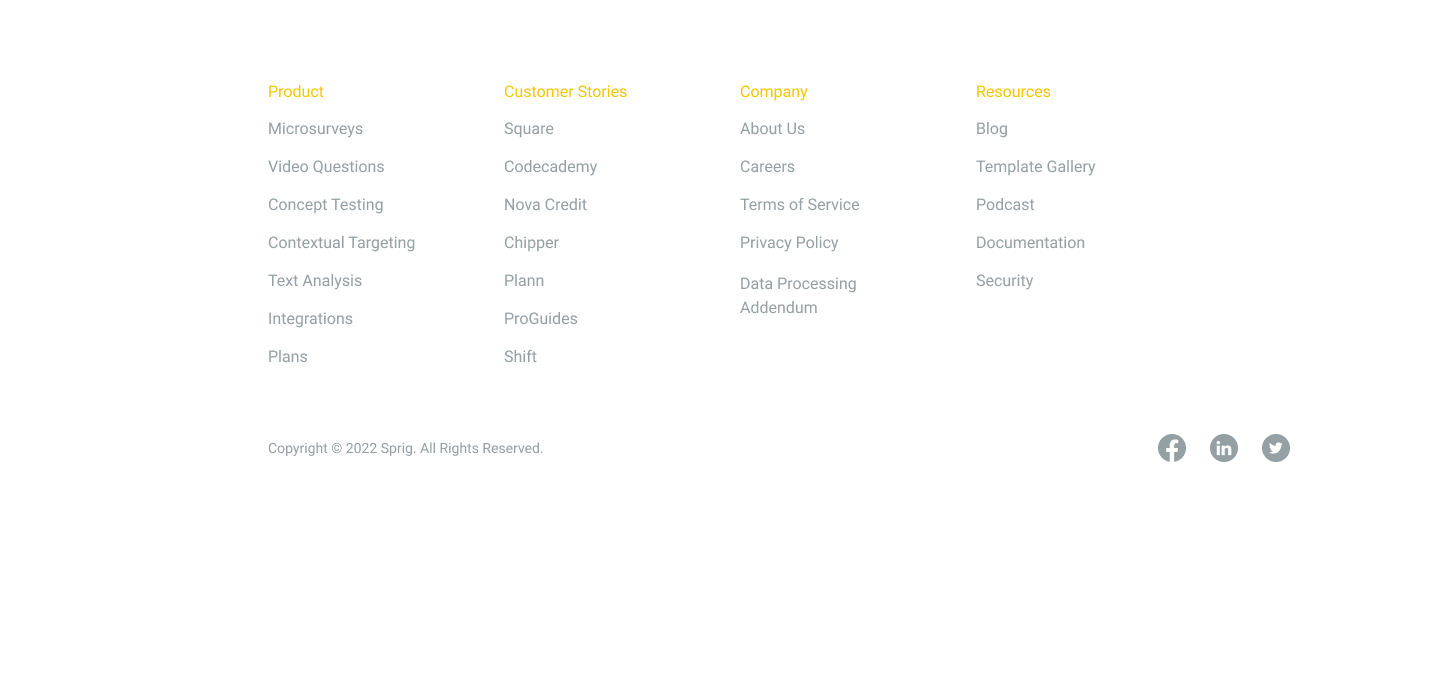 Product
Microsurveys
Video Questions
Concept Testing
Contextual Targeting
Text Analysis
Integrations
Plans
Customer Stories
Square
Codecademy
Nova Credit
Chipper
Plann
ProGuides
Shift
Company
About Us
Careers
Terms of Service
Privacy Policy
Data Processing
Addendum
Resources
Blog
Template Gallery
Podcast
Documentation
Security
Copyright © 2022 Sprig. All Rights Reserved.